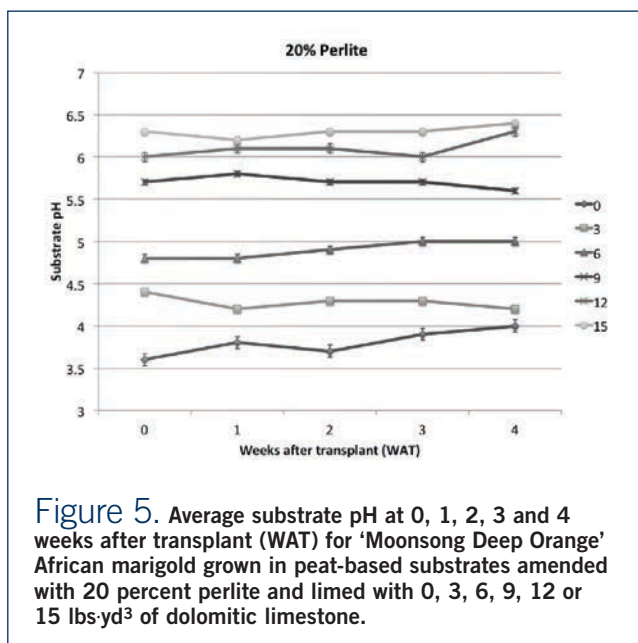 20% Perlite
7
6.5
6
5.5
5
4.5
4
3.5
3
Substrate pH
0
3
6
9
12
15
0 1 2 3 4
Weeks after transplant (WAT)
Figure 5. Average substrate pH at 0, 1, 2, 3 and 4
weeks after transplant (WAT) for ‘Moonsong Deep Orange’
African marigold grown in peat-based substrates amended
with 20 percent perlite and limed with 0, 3, 6, 9, 12 or
15 lbs·yd³ of dolomitic limestone.